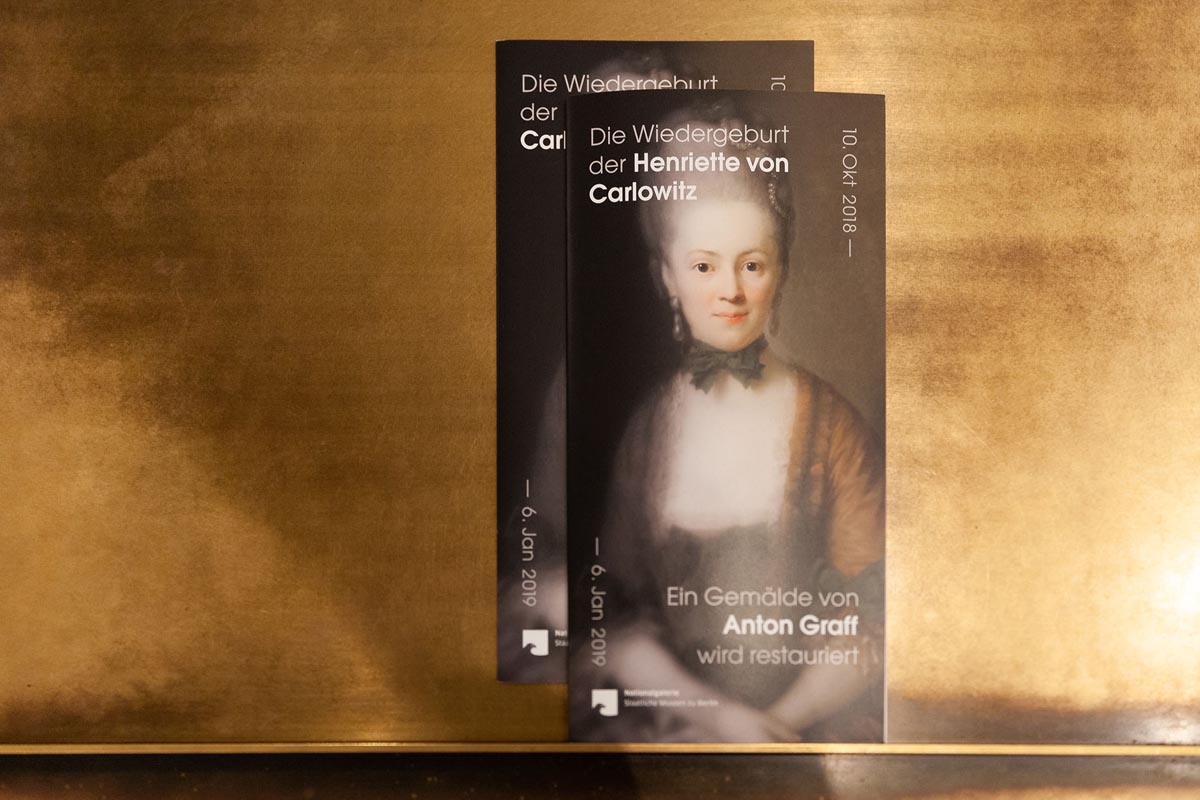 Die Wiedergeburt
der
Carl
10.
— 6. Jan 2019
Die Wiedergeburt
der Henriette von
Carlowitz
10. Okt 2018 —
— 6. Jan 2019
Ein Gemälde von
Anton Graff
wird restauriert
Nationalgalerie
Staatliche Museen zu Berlin